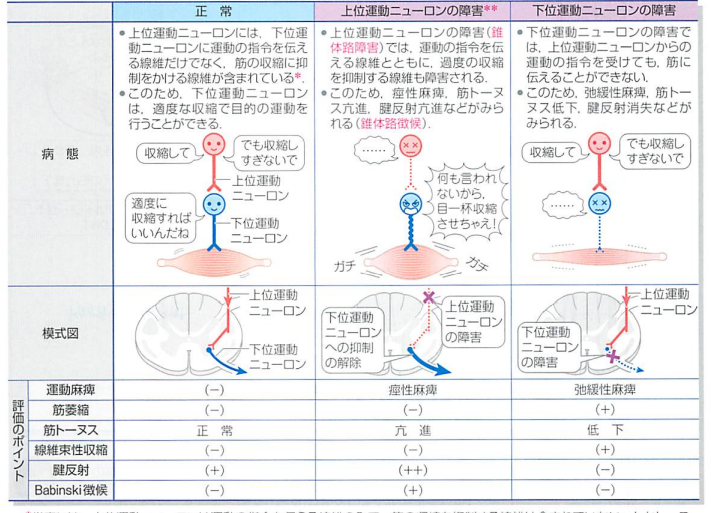 正 常
上位運動ニューロンの障害**
下位運動ニューロンの障害
病 態
●上位運動ニューロンには，下位運
動ニューロンに運動の指令を伝え
る線維だけでなく，筋の収縮に抑
制をかける線維が含まれている*．
●このため，下位運動ニューロン
は，適度な収縮で目的の運動を
行うことができる．
収縮して
でも収縮し
すぎないで
上位運動
ニューロン
適度に
収縮すれば
いいんだね
下位運動
ニューロン
●上位運動ニューロンの障害(錐
体路障害)では，運動の指令を伝
える線維とともに，過度の収縮
を抑制する線維も障害される．
●このため，痙性麻痺，筋トーヌ
ス亢進，腱反射亢進などがみら
れる(錐体路徴候)．
……
何も言われ
ないから，
目一杯収縮
させちゃえ！
ガチ
ガチ
●下位運動ニューロンの障害で
は，上位運動ニューロンからの
運動の指令を受けても，筋に
伝えることができない．
●このため，弛緩性麻痺，筋トー
ヌス低下，腱反射消失などが
みられる．
収縮して
でも収縮し
すぎないで
……
模式図
上位運動
ニューロン
下位運動
ニューロン
下位運動
ニューロン
への抑制
の解除
上位運動
ニューロン
の障害
上位運動
ニューロン
下位運動
ニューロン
の障害
評価のポイント
運動麻痺 (−) 痙性麻痺 弛緩性麻痺
筋萎縮 (−) (−) (+)
筋トーヌス 正 常 亢 進 低 下
線維束性収縮 (−) (−) (+)
腱反射 (+) (++) (−)
Babinski徴候 (−) (+) (−)